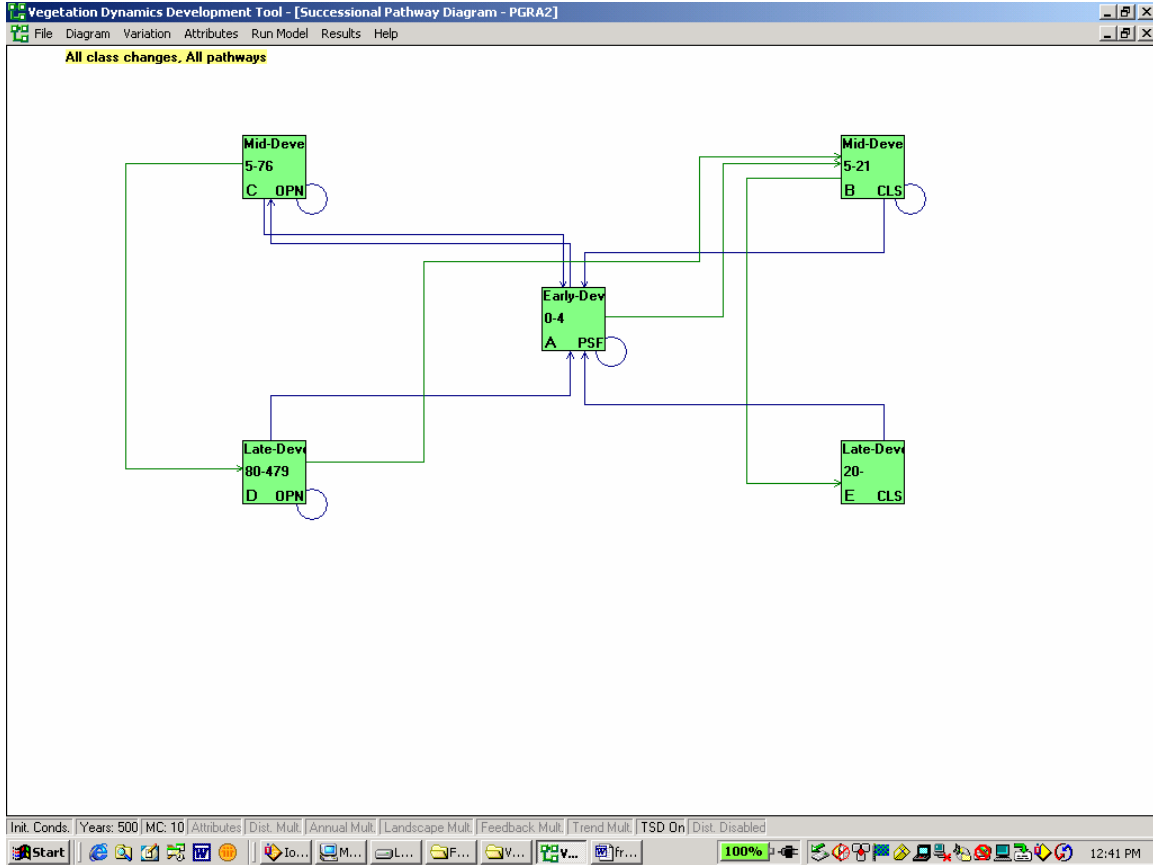 Vegetation Dynamics Development Tool - [Successional Pathway Diagram - PGRA2]
File Diagram Variation Attributes Run Model Results Help
All class changes, All pathways
Mid-Deve
5-76
C OPN
Mid-Deve
5-21
B CLS
Early-Dev
0-4
A PSF
Late-Deve
80-479
D OPN
Late-Deve
20-
E CLS
Init. Conds. Years: 500 MC: 10 Attributes Dist. Mult. Annual Mult. Landscape Mult. Feedback Mult. Trend Mult. TSD On Dist. Disabled
Start Io... M... L... F... V... V... fr... 100% 12:41 PM